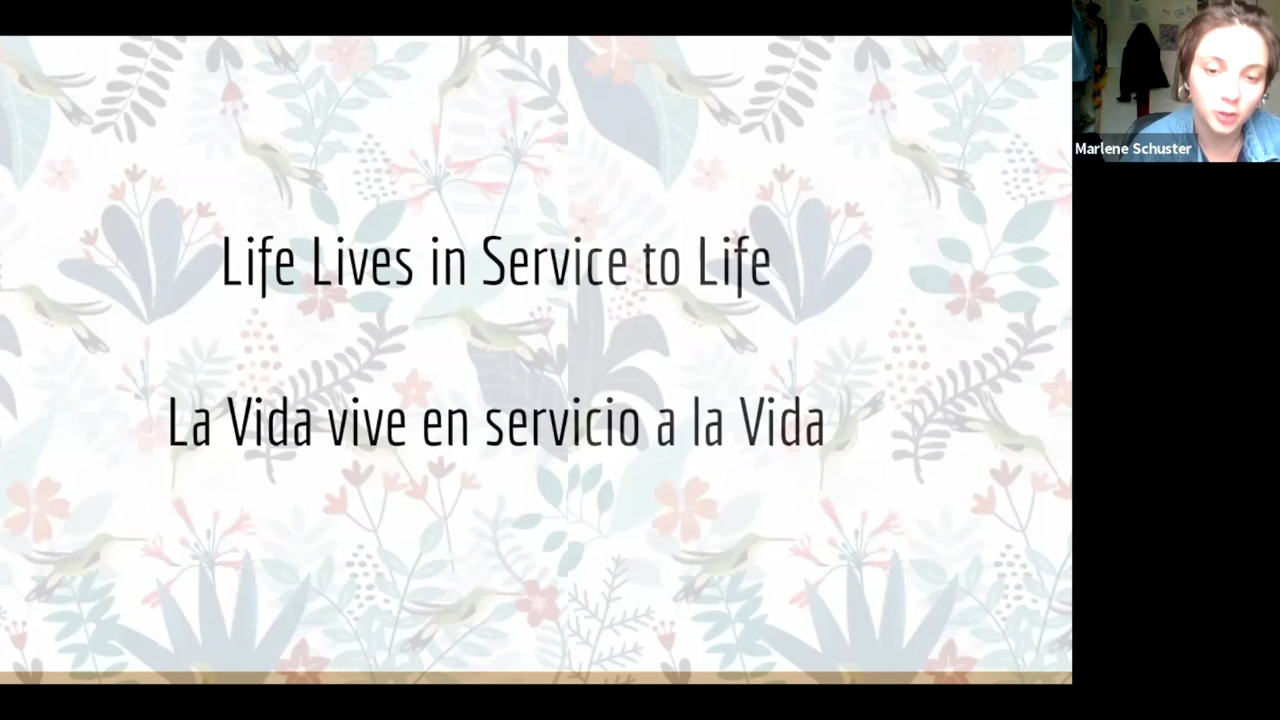 Life Lives in Service to Life
La Vida vive en servicio a la Vida
Marlene Schuster